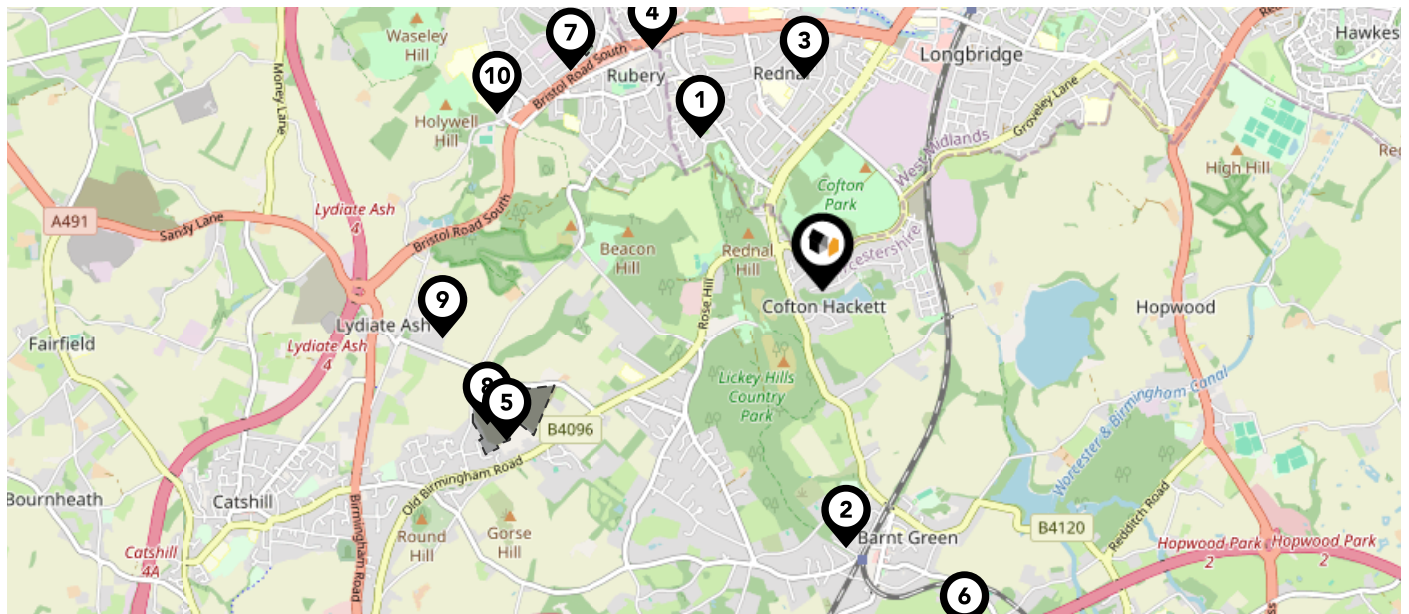 4
7
3
10
1
Waseley
Hill
Money Lane
Holywell
Hill
Bristol Road South
Rubery
Rednal
Longbridge
Hawkes
Groveley Lane
West Midlands
High Hill
A491
Sandy Lane
Lydiate Ash
4
Bristol Road South
Beacon
Hill
Rednal
Hill
Cofton
Park
Cofton Hackett
Hopwood
9
Lydiate Ash
Lydiate Ash
4
Fairfield
Rose Hill
Lickey Hills
Country
Park
8
5
B4096
Worcester & Birmingham Canal
Old Birmingham Road
Bournheath
Catshill
Birmingham Road
Round
Hill
Gorse
Hill
2
Barnt Green
B4120
Redditch Road
Catshill
4A
Hopwood Park
2
Hopwood Park
2
6